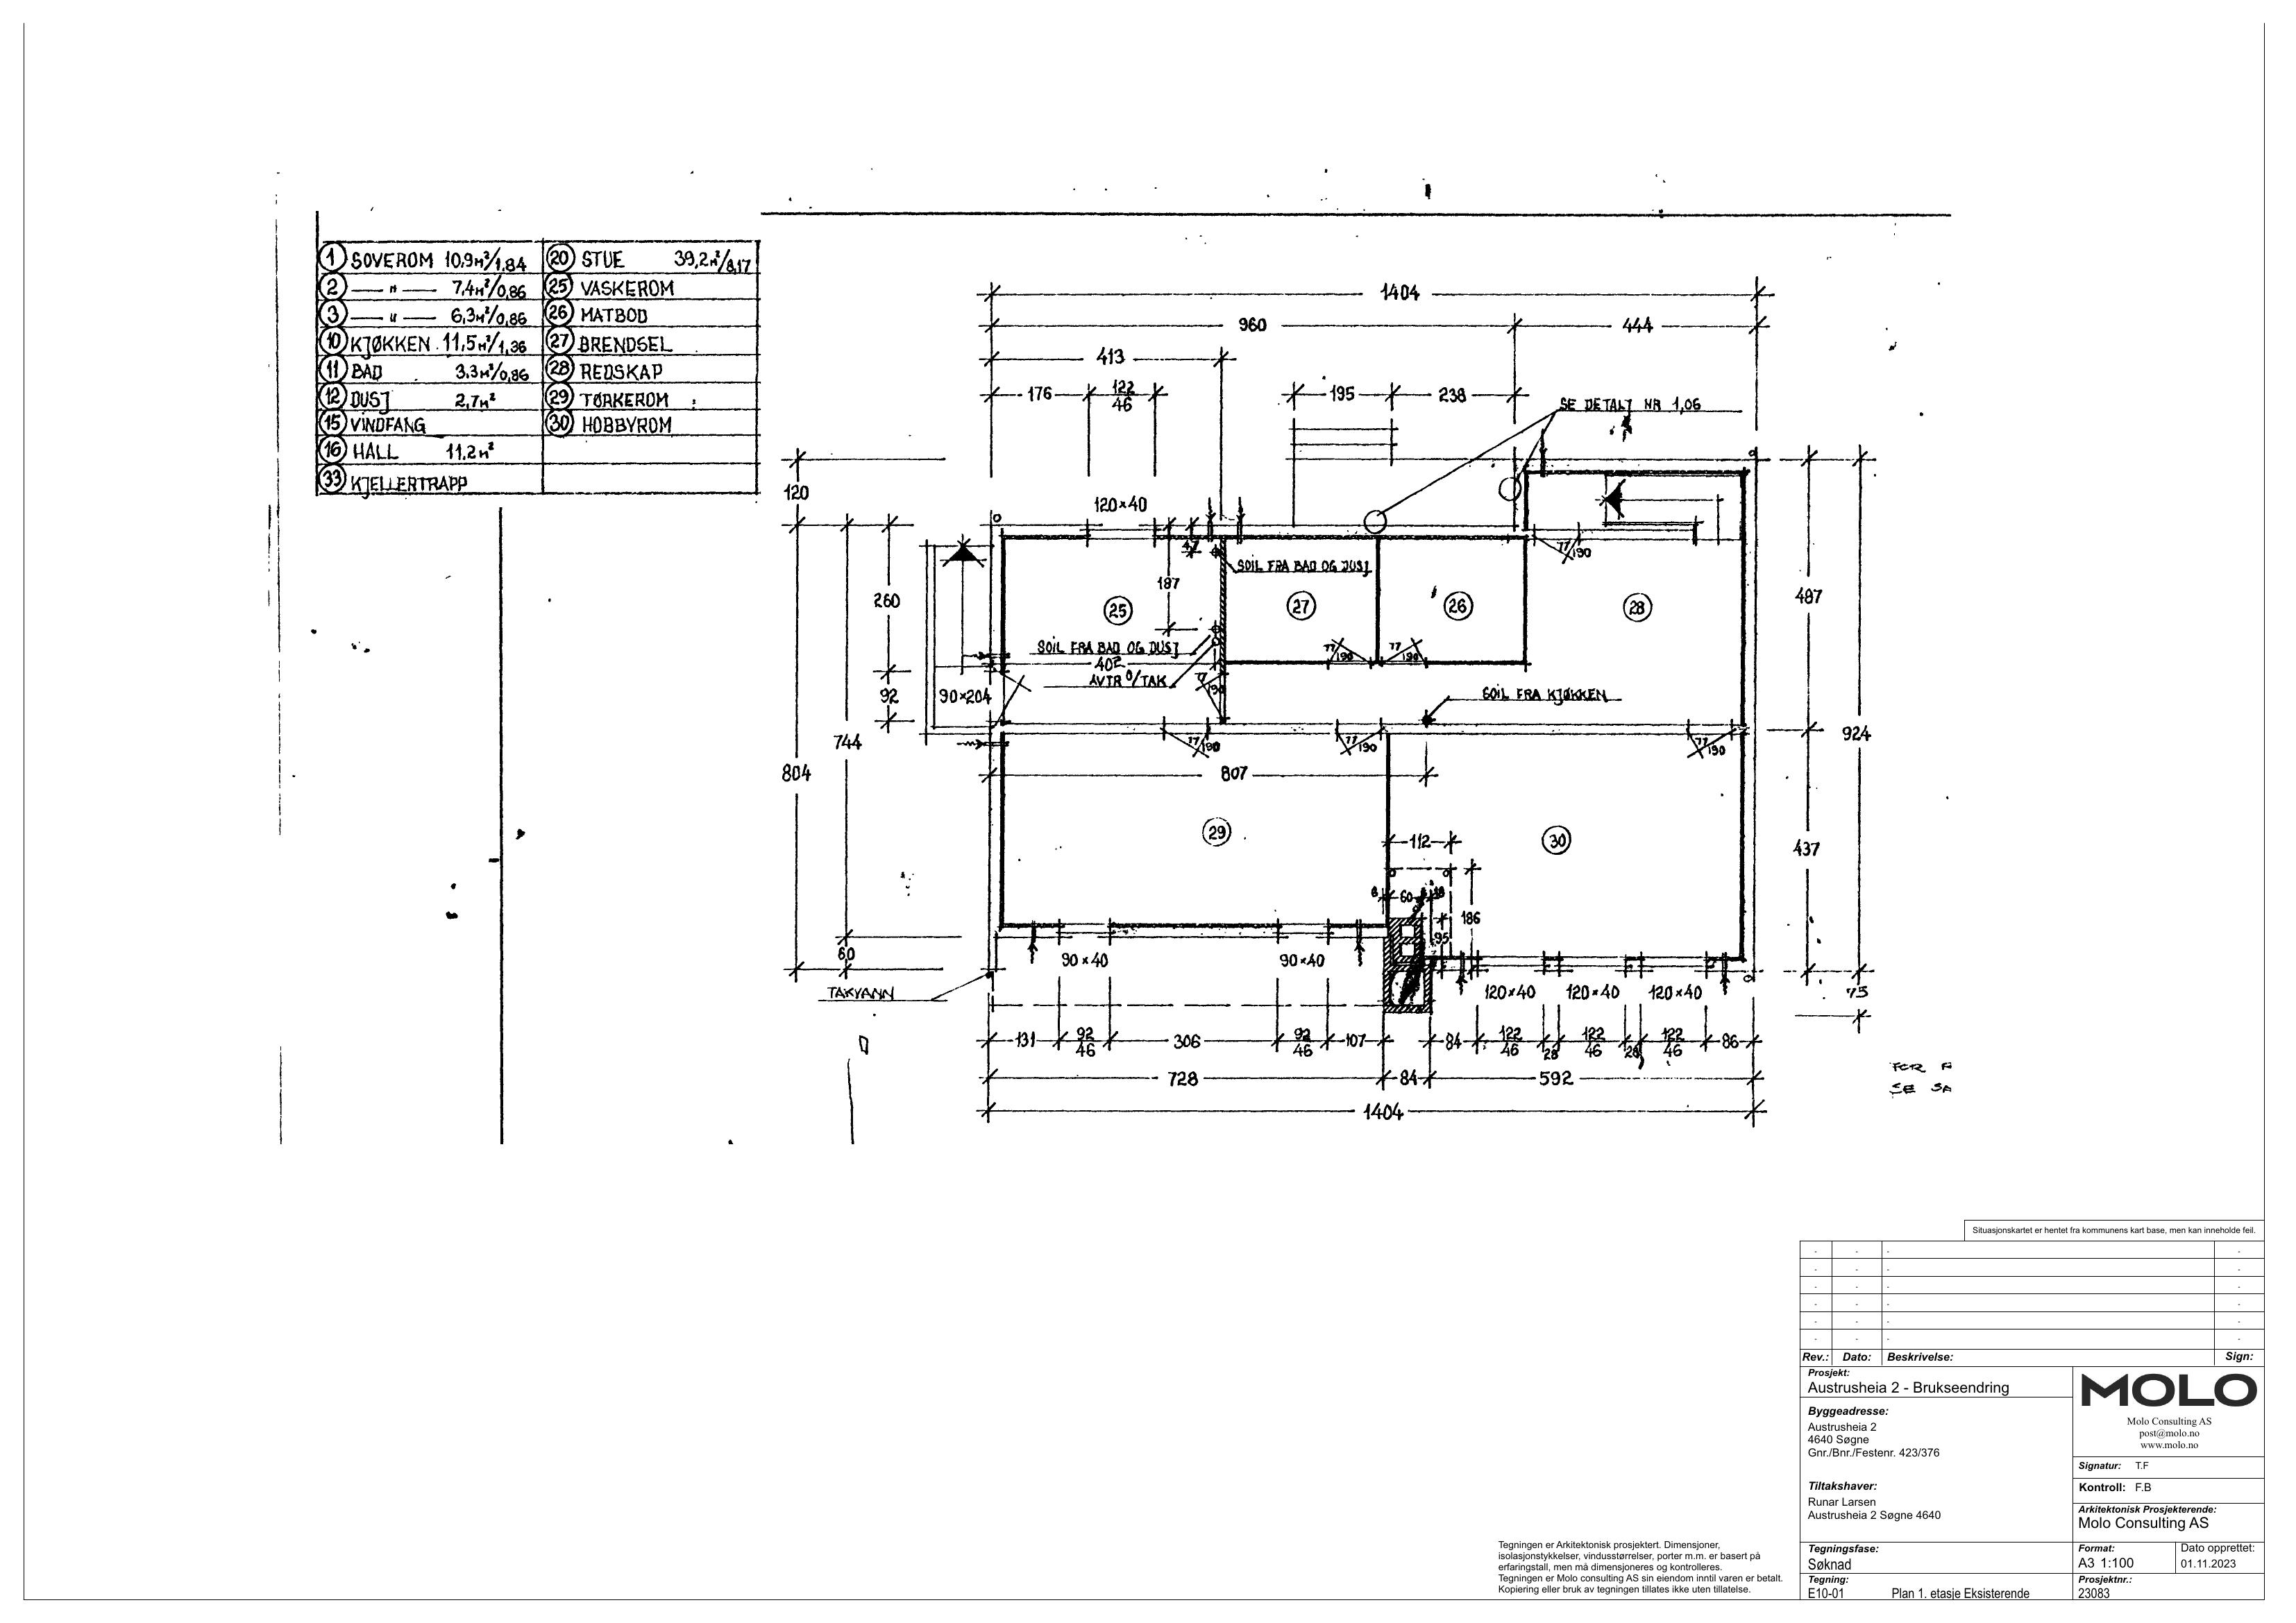 1 SOVEROM 10,9M²/1,84
2 — " — 7,4M²/0,86
3 — " — 6,3M²/0,86
10 KJØKKEN 11,5M²/1,36
11 BAD 3,3M²/0,86
12 DUSJ 2,7M²
15 VINDFANG
16 HALL 11,2M²
33 KJELLERTRAPP
20 STUE 39,2M²/8,17
25 VASKEROM
26 MATBOD
27 BRENDSEL
28 REDSKAP
29 TØRKEROM
30 HOBBYROM
1404
960 444
413
176 122/46 195 238
SE DETALJ NR 1,06
120
120×40
77/190
47
SOIL FRA BAD OG DUSJ
187
260
25 27 26 28
487
SOIL FRA BAD OG DUSJ
402
77/190 77/190
AVTR O/TAK
92 90×204
SOIL FRA KJØKKEN
744
924
77/190 77/190 77/190
804
807
29 30
112
437
60
186
95
60
90×40 90×40
TAKVANN
120×40 120×40 120×40
75
131 92/46 306 92/46 107 84 122/46 28 122/46 28 122/46 86
728 84 592
1404
FOR
SE SA
Situasjonskartet er hentet fra kommunens kart base, men kan inneholde feil.
Rev.: Dato: Beskrivelse: Sign:
Prosjekt:
Austrusheia 2 - Brukseendring
Byggeadresse:
Austrusheia 2
4640 Søgne
Gnr./Bnr./Festenr. 423/376
Tiltakshaver:
Runar Larsen
Austrusheia 2 Søgne 4640
Tegningsfase:
Søknad
Tegning:
E10-01 Plan 1. etasje Eksisterende
MOLO
Molo Consulting AS
post@molo.no
www.molo.no
Signatur: T.F
Kontroll: F.B
Arkitektonisk Prosjekterende:
Molo Consulting AS
Format:
A3 1:100
Dato opprettet:
01.11.2023
Prosjektnr.:
23083
Tegningen er Arkitektonisk prosjektert. Dimensjoner,
isolasjonstykkelser, vindusstørrelser, porter m.m. er basert på
erfaringstall, men må dimensjoneres og kontrolleres.
Tegningen er Molo consulting AS sin eiendom inntil varen er betalt.
Kopiering eller bruk av tegningen tillates ikke uten tillatelse.